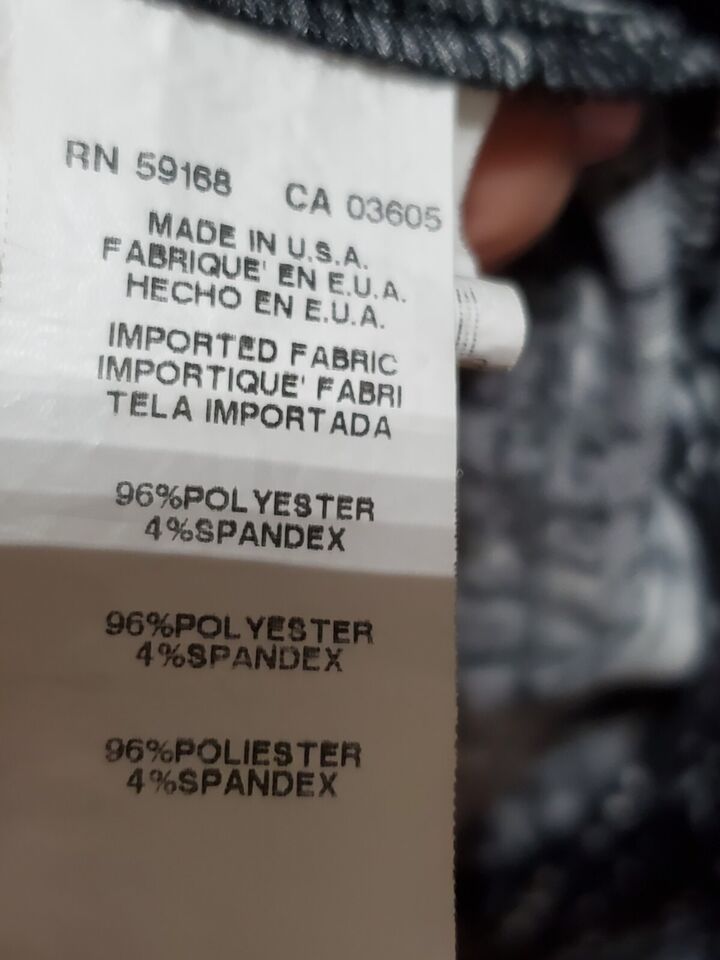 RN 59168 CA 03605
MADE IN U.S.A.
FABRIQUE' EN E.U.A.
HECHO EN E.U.A.
IMPORTED FABRIC
IMPORTIQUE' FABRI
TELA IMPORTADA
96%POLYESTER
4%SPANDEX
96%POLYESTER
4%SPANDEX
96%POLIESTER
4%SPANDEX